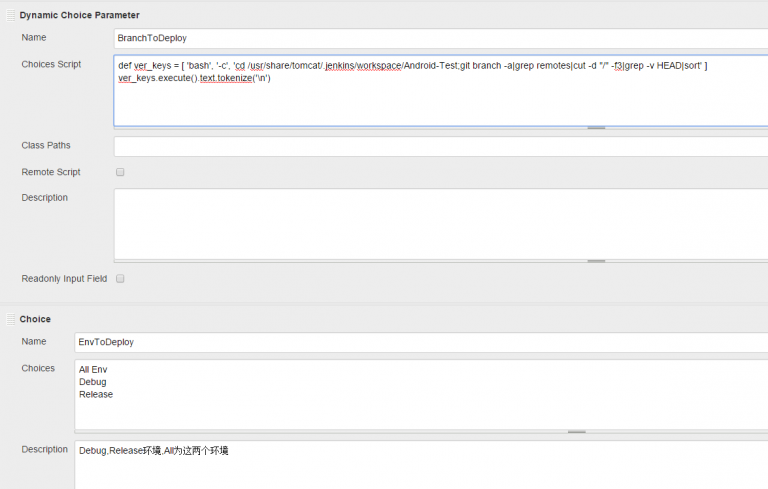 Dynamic Choice Parameter
Name
BranchToDeploy
Choices Script
def ver_keys = [ 'bash', '-c', 'cd /usr/share/tomcat/.jenkins/workspace/Android-Test;git branch -a|grep remotes|cut -d "/" -f3|grep -v HEAD|sort' ]
ver_keys.execute().text.tokenize('\n')
Class Paths
Remote Script
Description
Readonly Input Field
Choice
Name
EnvToDeploy
Choices
All Env
Debug
Release
Description
Debug,Release环境,All为这两个环境